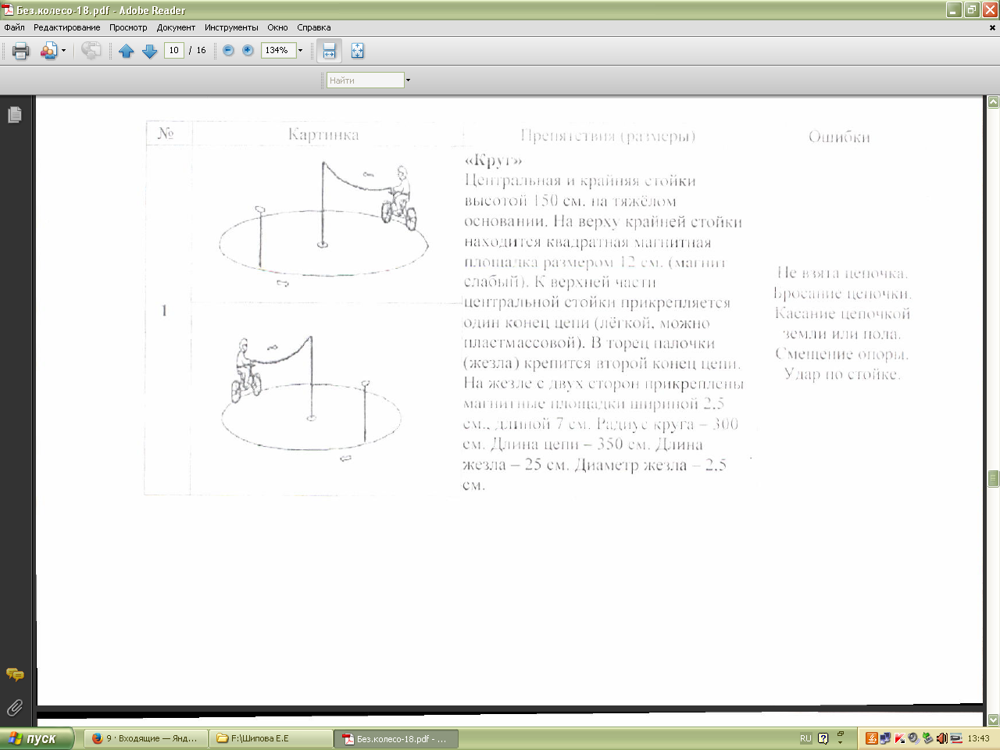 Без.колесо-18.pdf - Adobe Reader
Файл Редактирование Просмотр Документ Инструменты Окно Справка
10 / 16 134%
Найти
№ Картинка Препятствия (размеры) Ошибки
1
«Круг»
Центральная и крайняя стойки
высотой 150 см. на тяжёлом
основании. На верху крайней стойки
находится квадратная магнитная
площадка размером 12 см. (магнит
слабый). К верхней части
центральной стойки прикрепляется
один конец цепи (лёгкой, можно
пластмассовой). В торец палочки
(жезла) крепится второй конец цепи.
На жезле с двух сторон прикреплены
магнитные площадки шириной 2,5
см., длиной 7 см. Радиус круга – 300
см. Длина цепи – 350 см. Длина
жезла – 25 см. Диаметр жезла – 2,5
см.
Не взята цепочка.
Бросание цепочки.
Касание цепочкой
земли или пола.
Смещение опоры.
Удар по стойке.
пуск
9 · Входящие — Янд...
F:\Шипова Е.Е
Без.колесо-18.pdf - ...
RU
13:43